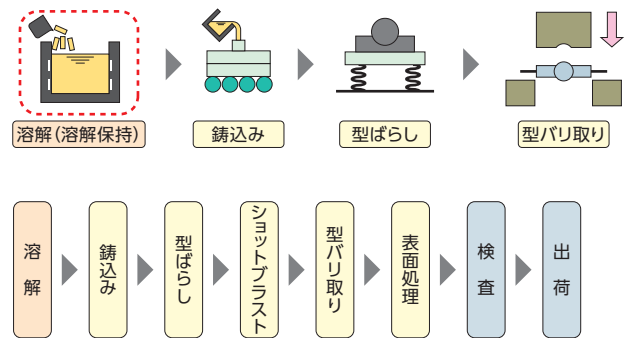 溶解(溶解保持)
鋳込み
型ばらし
型バリ取り
溶解
鋳込み
型ばらし
ショットブラスト
型バリ取り
表面処理
検査
出荷